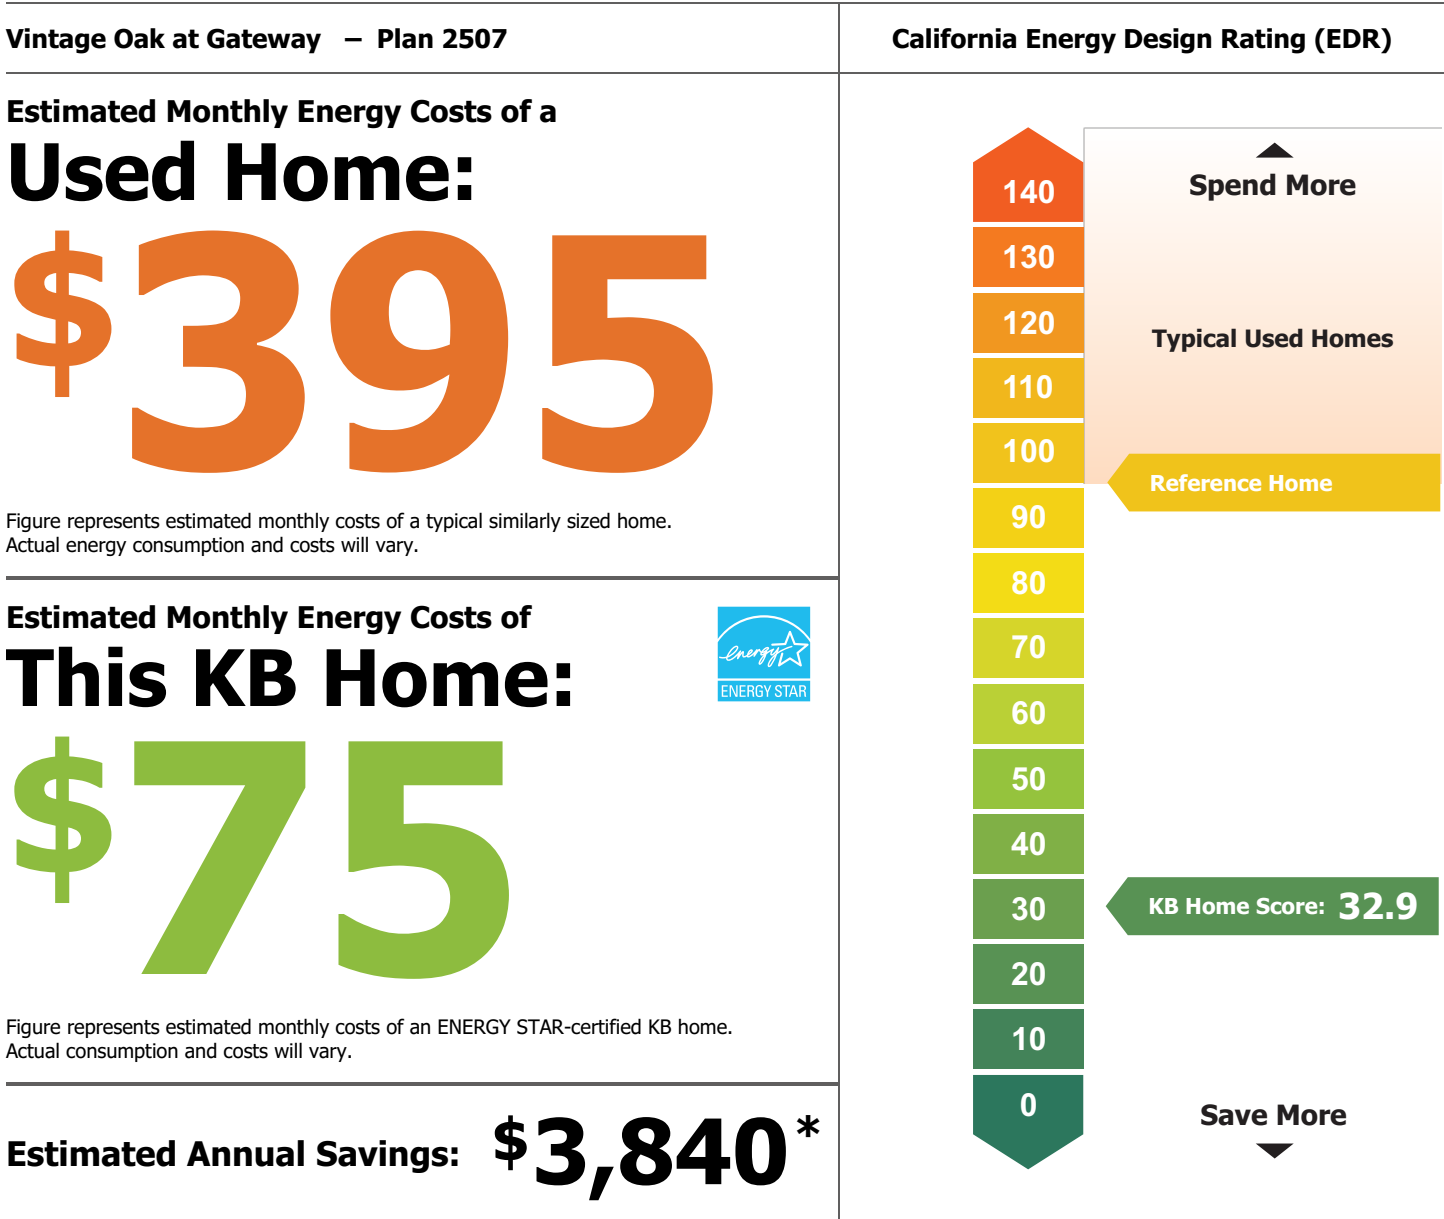 Vintage Oak at Gateway – Plan 2507
Estimated Monthly Energy Costs of a
Used Home:
$395
Figure represents estimated monthly costs of a typical similarly sized home.
Actual energy consumption and costs will vary.
Estimated Monthly Energy Costs of
This KB Home:
energy
ENERGY STAR
$75
Figure represents estimated monthly costs of an ENERGY STAR-certified KB home.
Actual consumption and costs will vary.
Estimated Annual Savings: $3,840*
California Energy Design Rating (EDR)
Spend More
140
130
120
Typical Used Homes
110
100
Reference Home
90
80
70
60
50
40
30
KB Home Score: 32.9
20
10
0
Save More